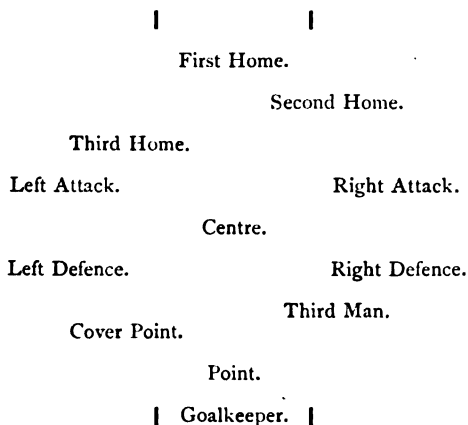 First Home.
Second Home.
Third Home.
Left Attack. Right Attack.
Centre.
Left Defence. Right Defence.
Third Man.
Cover Point.
Point.
Goalkeeper.